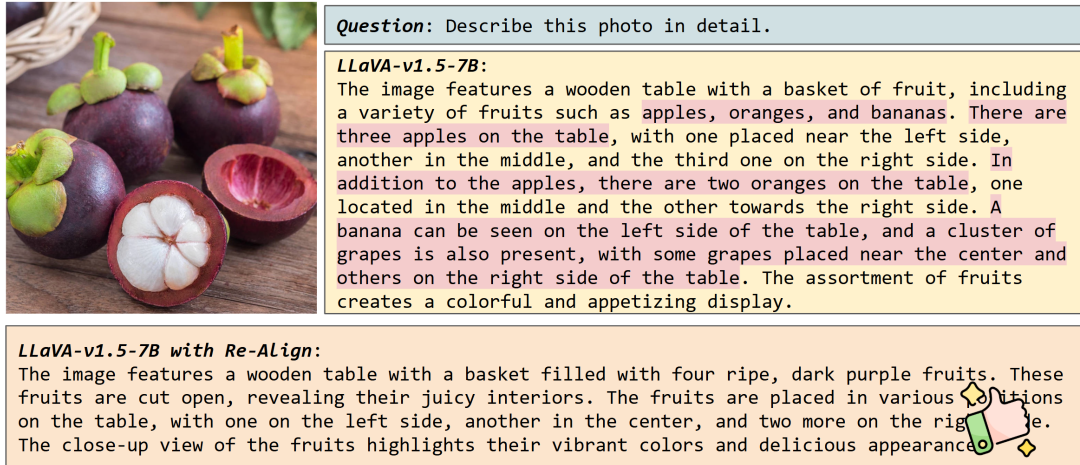 Question: Describe this photo in detail.
LLaVA-v1.5-7B:
The image features a wooden table with a basket of fruit, including
a variety of fruits such as apples, oranges, and bananas. There are
three apples on the table, with one placed near the left side,
another in the middle, and the third one on the right side. In
addition to the apples, there are two oranges on the table, one
located in the middle and the other towards the right side. A
banana can be seen on the left side of the table, and a cluster of
grapes is also present, with some grapes placed near the center and
others on the right side of the table. The assortment of fruits
creates a colorful and appetizing display.
LLaVA-v1.5-7B with Re-Align:
The image features a wooden table with a basket filled with four ripe, dark purple fruits. These
fruits are cut open, revealing their juicy interiors. The fruits are placed in various
on the table, with one on the left side, another in the center, and two more on the
The close-up view of the fruits highlights their vibrant colors and delicious appearance